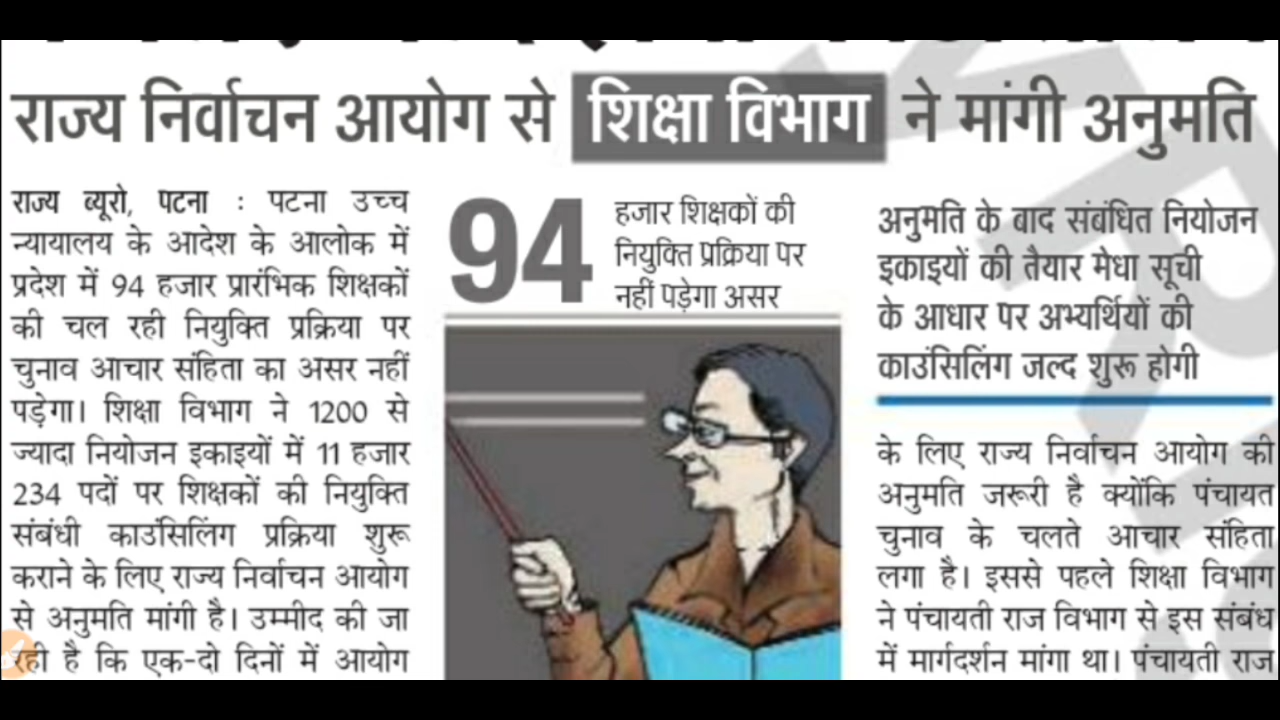 राज्य निर्वाचन आयोग से शिक्षा विभाग ने मांगी अनुमति
राज्य ब्यूरो, पटना : पटना उच्च
न्यायालय के आदेश के आलोक में
प्रदेश में 94 हजार प्रारंभिक शिक्षकों
की चल रही नियुक्ति प्रक्रिया पर
चुनाव आचार संहिता का असर नहीं
पड़ेगा। शिक्षा विभाग ने 1200 से
ज्यादा नियोजन इकाइयों में 11 हजार
234 पदों पर शिक्षकों की नियुक्ति
संबंधी काउंसिलिंग प्रक्रिया शुरू
कराने के लिए राज्य निर्वाचन आयोग
से अनुमति मांगी है। उम्मीद की जा
रही है कि एक-दो दिनों में आयोग
94 हजार शिक्षकों की
नियुक्ति प्रक्रिया पर
नहीं पड़ेगा असर
अनुमति के बाद संबंधित नियोजन
इकाइयों की तैयार मेधा सूची
के आधार पर अभ्यर्थियों की
काउंसिलिंग जल्द शुरू होगी
के लिए राज्य निर्वाचन आयोग की
अनुमति जरूरी है क्योंकि पंचायत
चुनाव के चलते आचार संहिता
लगा है। इससे पहले शिक्षा विभाग
ने पंचायती राज विभाग से इस संबंध
में मार्गदर्शन मांगा था। पंचायती राज